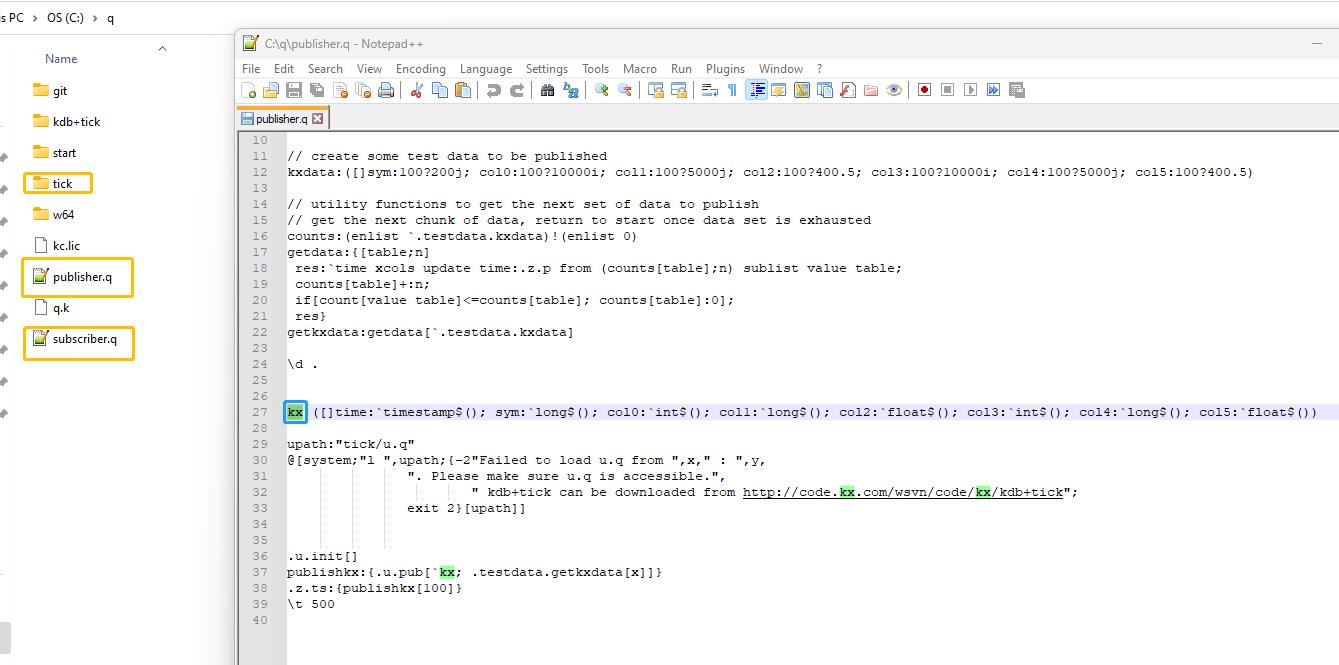 is PC > OS (C:) > q
Name
git
kdb+tick
start
tick
w64
kc.lic
publisher.q
q.k
subscriber.q
C:\q\publisher.q - Notepad++
File Edit Search View Encoding Language Settings Tools Macro Run Plugins Window ?
publisher.q
10
11 // create some test data to be published
12 kxdata:([]sym:100?200j; col0:100?10000i; col1:100?5000j; col2:100?400.5; col3:100?10000i; col4:100?5000j; col5:100?400.5)
13
14 // utility functions to get the next set of data to publish
15 // get the next chunk of data, return to start once data set is exhausted
16 counts:(enlist `.testdata.kxdata)!(enlist 0)
17 getdata:{[table;n]
18  res:`time xcols update time:.z.p from (counts[table];n) sublist value table;
19  counts[table]+:n;
20  if[count[value table]<=counts[table]; counts[table]:0];
21  res}
22 getkxdata:getdata[`.testdata.kxdata]
23
24 \d .
25
26
27 kx ([]time:`timestamp$(); sym:`long$(); col0:`int$(); col1:`long$(); col2:`float$(); col3:`int$(); col4:`long$(); col5:`float$())
28
29 upath:"tick/u.q"
30 @[system;"l ",upath;{-2"Failed to load u.q from ",x," : ",y,
31 ". Please make sure u.q is accessible.",
32 " kdb+tick can be downloaded from http://code.kx.com/wsvn/code/kx/kdb+tick";
33 exit 2}[upath]]
34
35
36 .u.init[]
37 publishkx:{.u.pub[`kx; .testdata.getkxdata[x]]}
38 .z.ts:{publishkx[100]}
39 \t 500
40